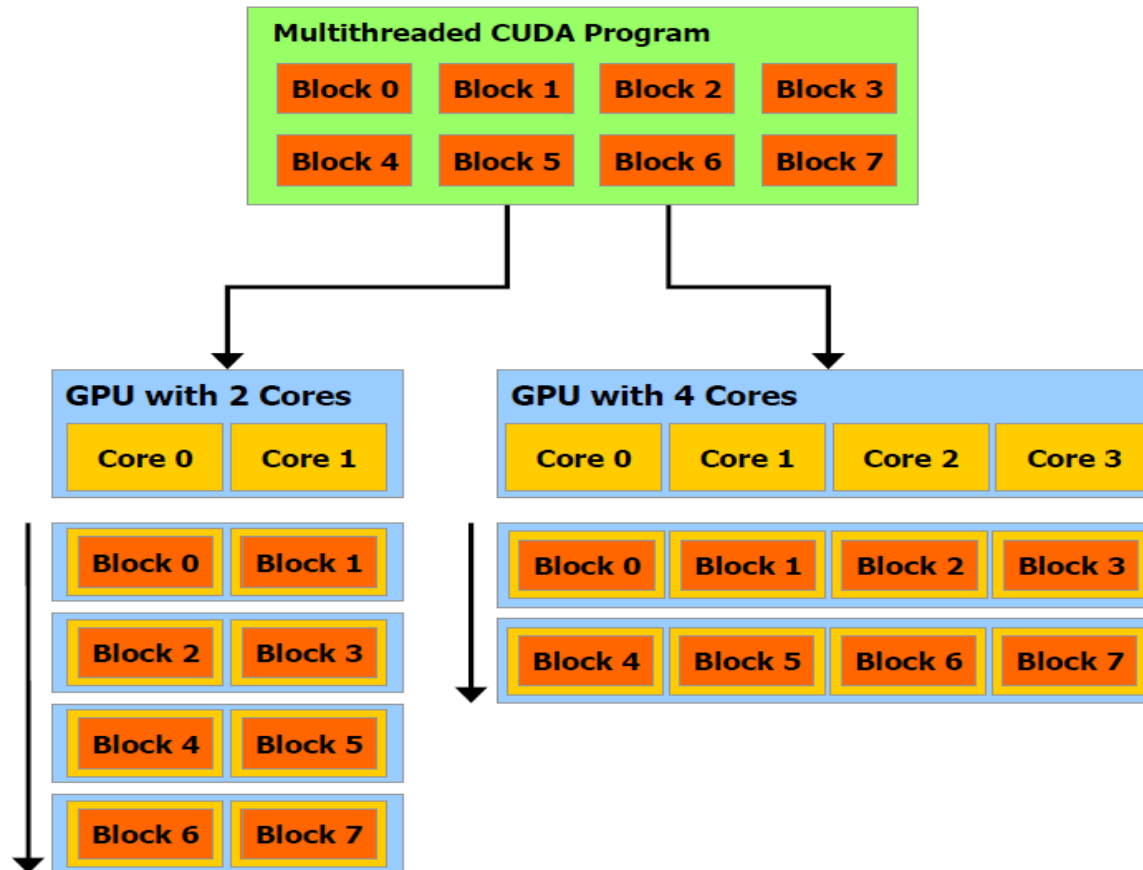 Multithreaded CUDA Program
Block 0 Block 1 Block 2 Block 3
Block 4 Block 5 Block 6 Block 7
GPU with 2 Cores
Core 0 Core 1
Block 0 Block 1
Block 2 Block 3
Block 4 Block 5
Block 6 Block 7
GPU with 4 Cores
Core 0 Core 1 Core 2 Core 3
Block 0 Block 1 Block 2 Block 3
Block 4 Block 5 Block 6 Block 7